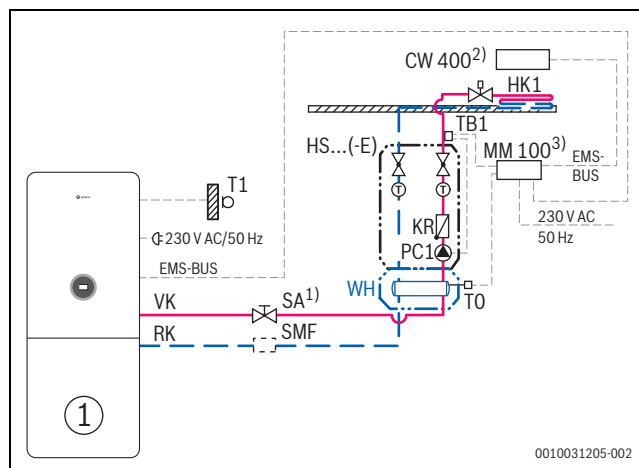 CW 400²⁾
HK1
TB1
HS...(-E)
MM 100³⁾
EMS-
BUS
T1
KR
230 V AC/50 Hz
230 V AC
50 Hz
PC1
EMS-BUS
WH
T0
VK
SA¹⁾
RK
SMF
T
T
1
0010031205-002